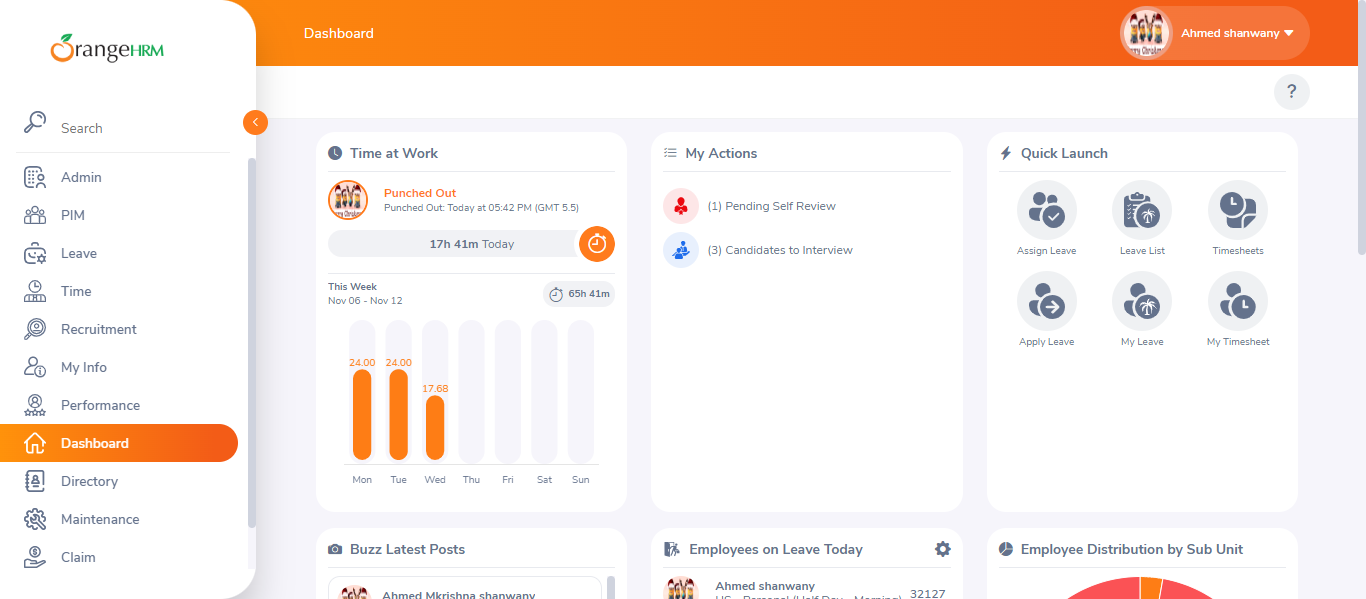 OrangeHRM
Search
Admin
PIM
Leave
Time
Recruitment
My Info
Performance
Dashboard
Directory
Maintenance
Claim
Dashboard
Ahmed shanwany
?
Time at Work
Punched Out
Punched Out: Today at 05:42 PM (GMT 5.5)
17h 41m Today
This Week
Nov 06 - Nov 12
65h 41m
24.00 24.00 17.68
Mon Tue Wed Thu Fri Sat Sun
My Actions
(1) Pending Self Review
(3) Candidates to Interview
Quick Launch
Assign Leave Leave List Timesheets
Apply Leave My Leave My Timesheet
Buzz Latest Posts
Ahmed Mkrishna shanwany
Employees on Leave Today
Ahmed shanwany
US - Personal (Half Day - Morning)
32127
Employee Distribution by Sub Unit